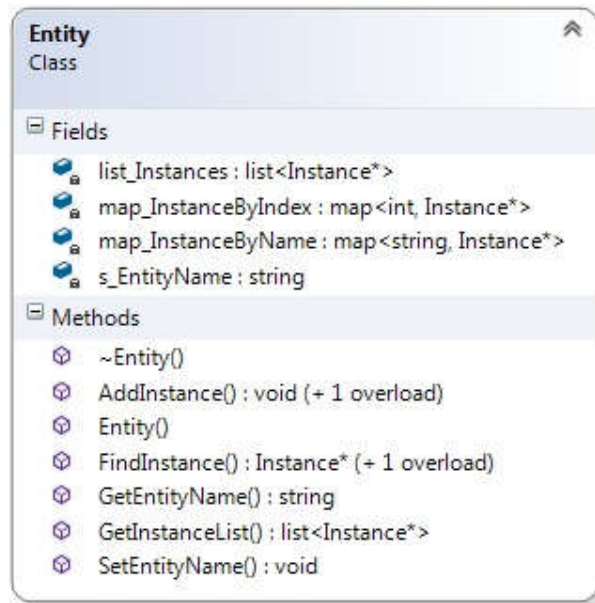 Entity
Class
Fields
list_Instances : list<Instance*>
map_InstanceByIndex : map<int, Instance*>
map_InstanceByName : map<string, Instance*>
s_EntityName : string
Methods
~Entity()
AddInstance() : void (+ 1 overload)
Entity()
FindInstance() : Instance* (+ 1 overload)
GetEntityName() : string
GetInstanceList() : list<Instance*>
SetEntityName() : void